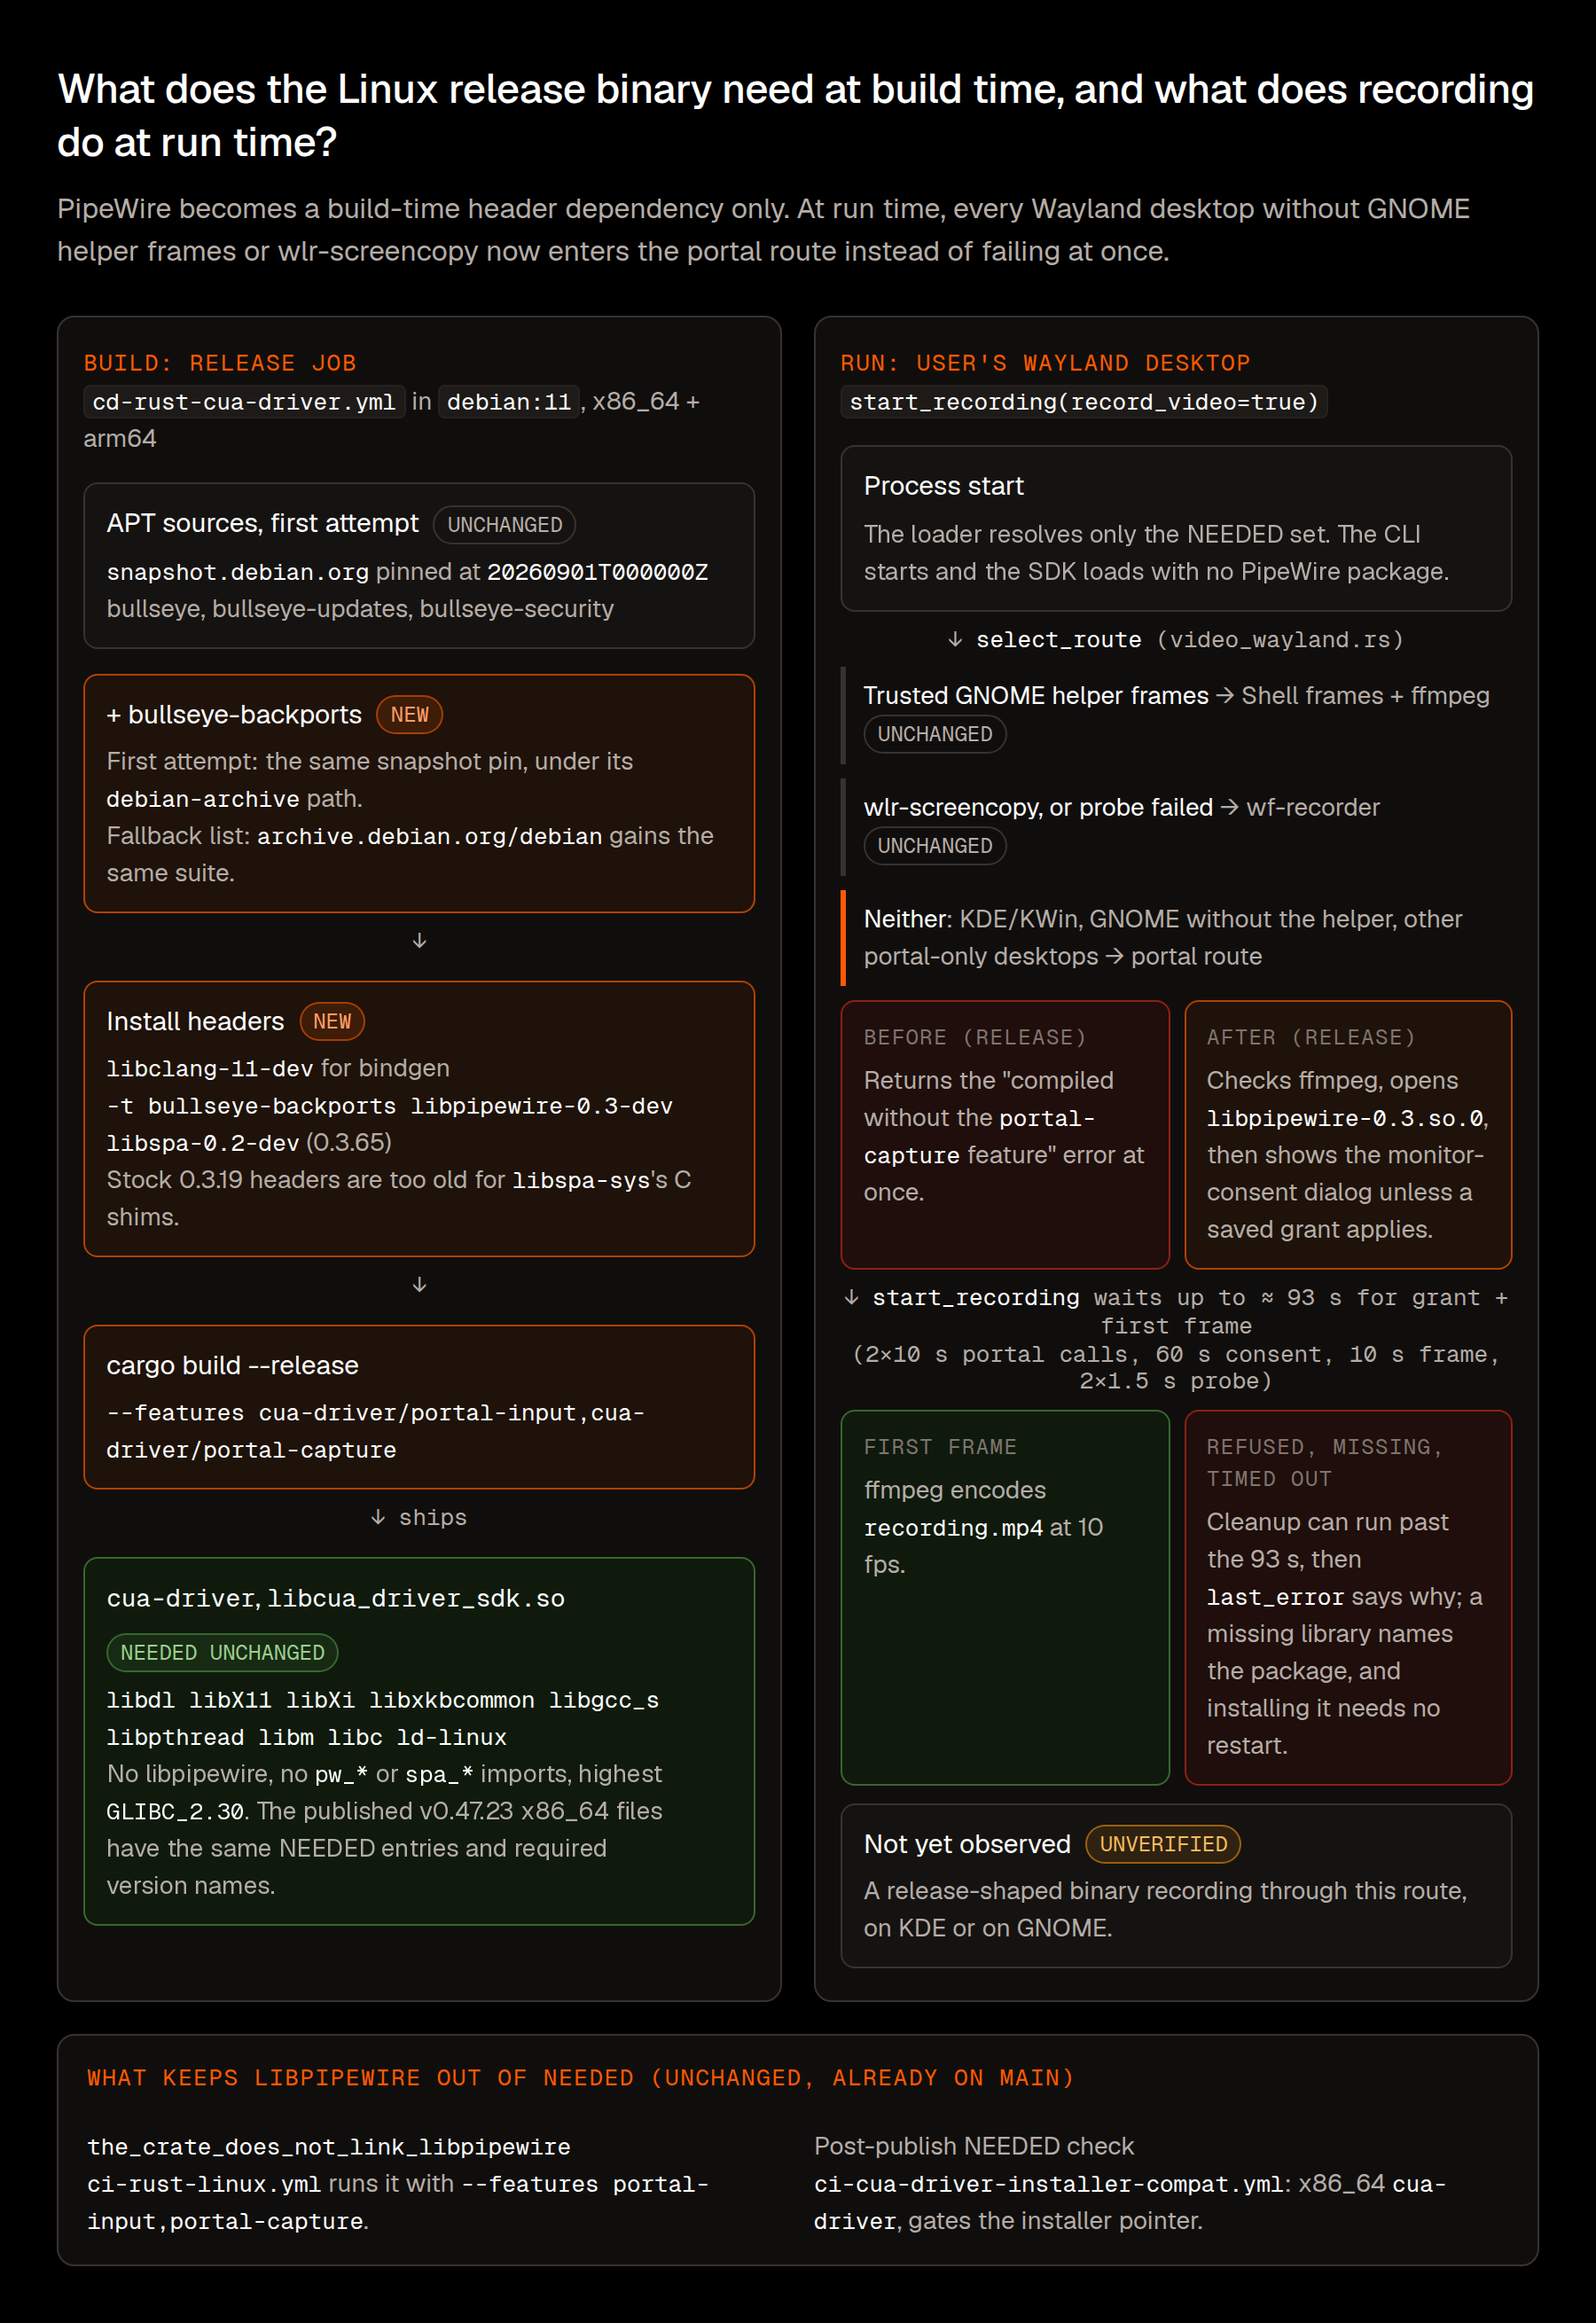 What does the Linux release binary need at build time, and what does recording
do at run time?
PipeWire becomes a build-time header dependency only. At run time, every Wayland desktop without GNOME
helper frames or wlr-screencopy now enters the portal route instead of failing at once.
BUILD: RELEASE JOB
cd-rust-cua-driver.yml in debian:11, x86_64 +
arm64
APT sources, first attempt UNCHANGED
snapshot.debian.org pinned at 20260901T000000Z
bullseye, bullseye-updates, bullseye-security
+ bullseye-backports NEW
First attempt: the same snapshot pin, under its
debian-archive path.
Fallback list: archive.debian.org/debian gains the
same suite.
↓
Install headers NEW
libclang-11-dev for bindgen
-t bullseye-backports libpipewire-0.3-dev
libspa-0.2-dev (0.3.65)
Stock 0.3.19 headers are too old for libspa-sys's C
shims.
↓
cargo build --release
--features cua-driver/portal-input,cua-
driver/portal-capture
↓ ships
cua-driver, libcua_driver_sdk.so
NEEDED UNCHANGED
libdl libX11 libXi libxkbcommon libgcc_s
libpthread libm libc ld-linux
No libpipewire, no pw_* or spa_* imports, highest
GLIBC_2.30. The published v0.47.23 x86_64 files
have the same NEEDED entries and required
version names.
RUN: USER'S WAYLAND DESKTOP
start_recording(record_video=true)
Process start
The loader resolves only the NEEDED set. The CLI
starts and the SDK loads with no PipeWire package.
↓ select_route (video_wayland.rs)
Trusted GNOME helper frames → Shell frames + ffmpeg
UNCHANGED
wlr-screencopy, or probe failed → wf-recorder
UNCHANGED
Neither: KDE/KWin, GNOME without the helper, other
portal-only desktops → portal route
BEFORE (RELEASE)
Returns the "compiled
without the portal-
capture feature" error at
once.
AFTER (RELEASE)
Checks ffmpeg, opens
libpipewire-0.3.so.0,
then shows the monitor-
consent dialog unless a
saved grant applies.
↓ start_recording waits up to ≈ 93 s for grant +
first frame
(2×10 s portal calls, 60 s consent, 10 s frame,
2×1.5 s probe)
FIRST FRAME
ffmpeg encodes
recording.mp4 at 10
fps.
REFUSED, MISSING,
TIMED OUT
Cleanup can run past
the 93 s, then
last_error says why; a
missing library names
the package, and
installing it needs no
restart.
Not yet observed UNVERIFIED
A release-shaped binary recording through this route,
on KDE or on GNOME.
WHAT KEEPS LIBPIPEWIRE OUT OF NEEDED (UNCHANGED, ALREADY ON MAIN)
the_crate_does_not_link_libpipewire
ci-rust-linux.yml runs it with --features portal-
input,portal-capture.
Post-publish NEEDED check
ci-cua-driver-installer-compat.yml: x86_64 cua-
driver, gates the installer pointer.